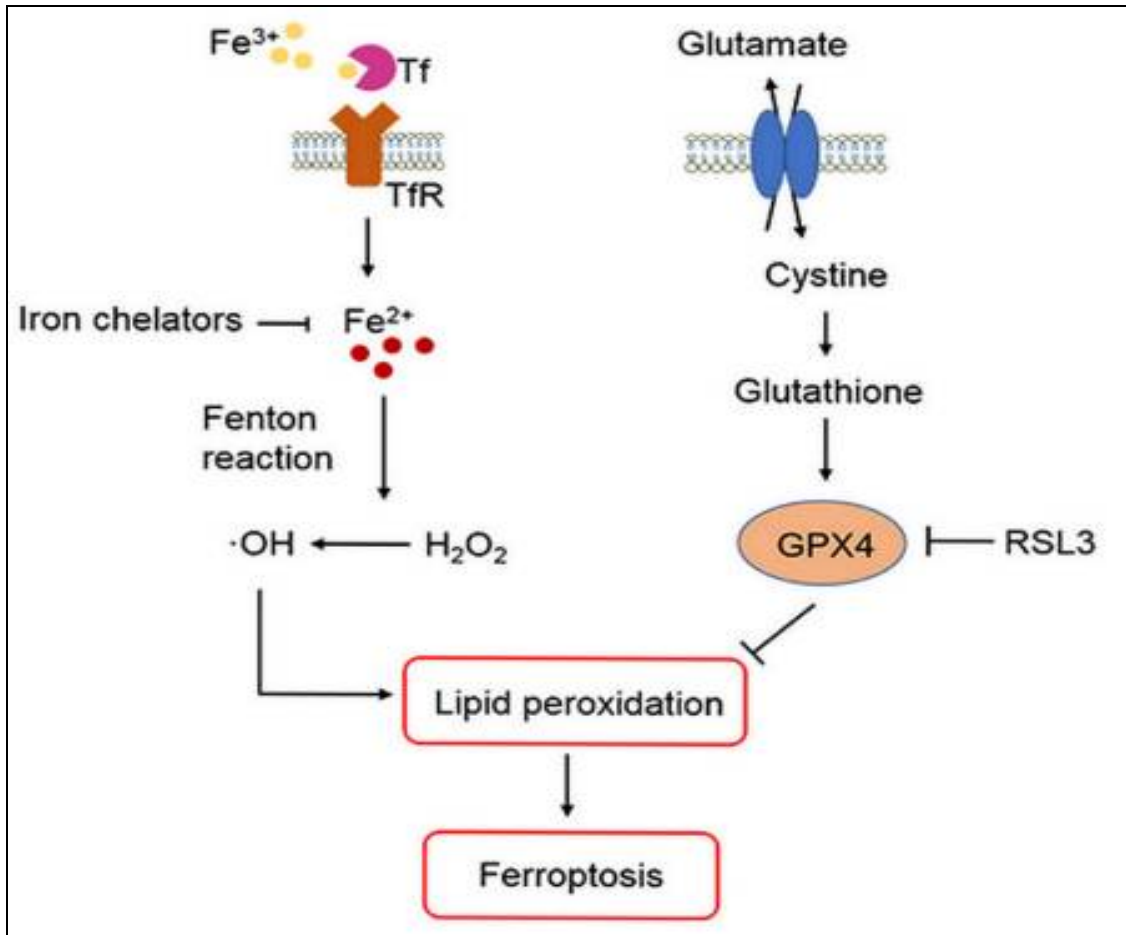 Fe³⁺
Tf
TfR
Iron chelators
Fe²⁺
Fenton
reaction
·OH
H₂O₂
Glutamate
Cystine
Glutathione
GPX4
RSL3
Lipid peroxidation
Ferroptosis